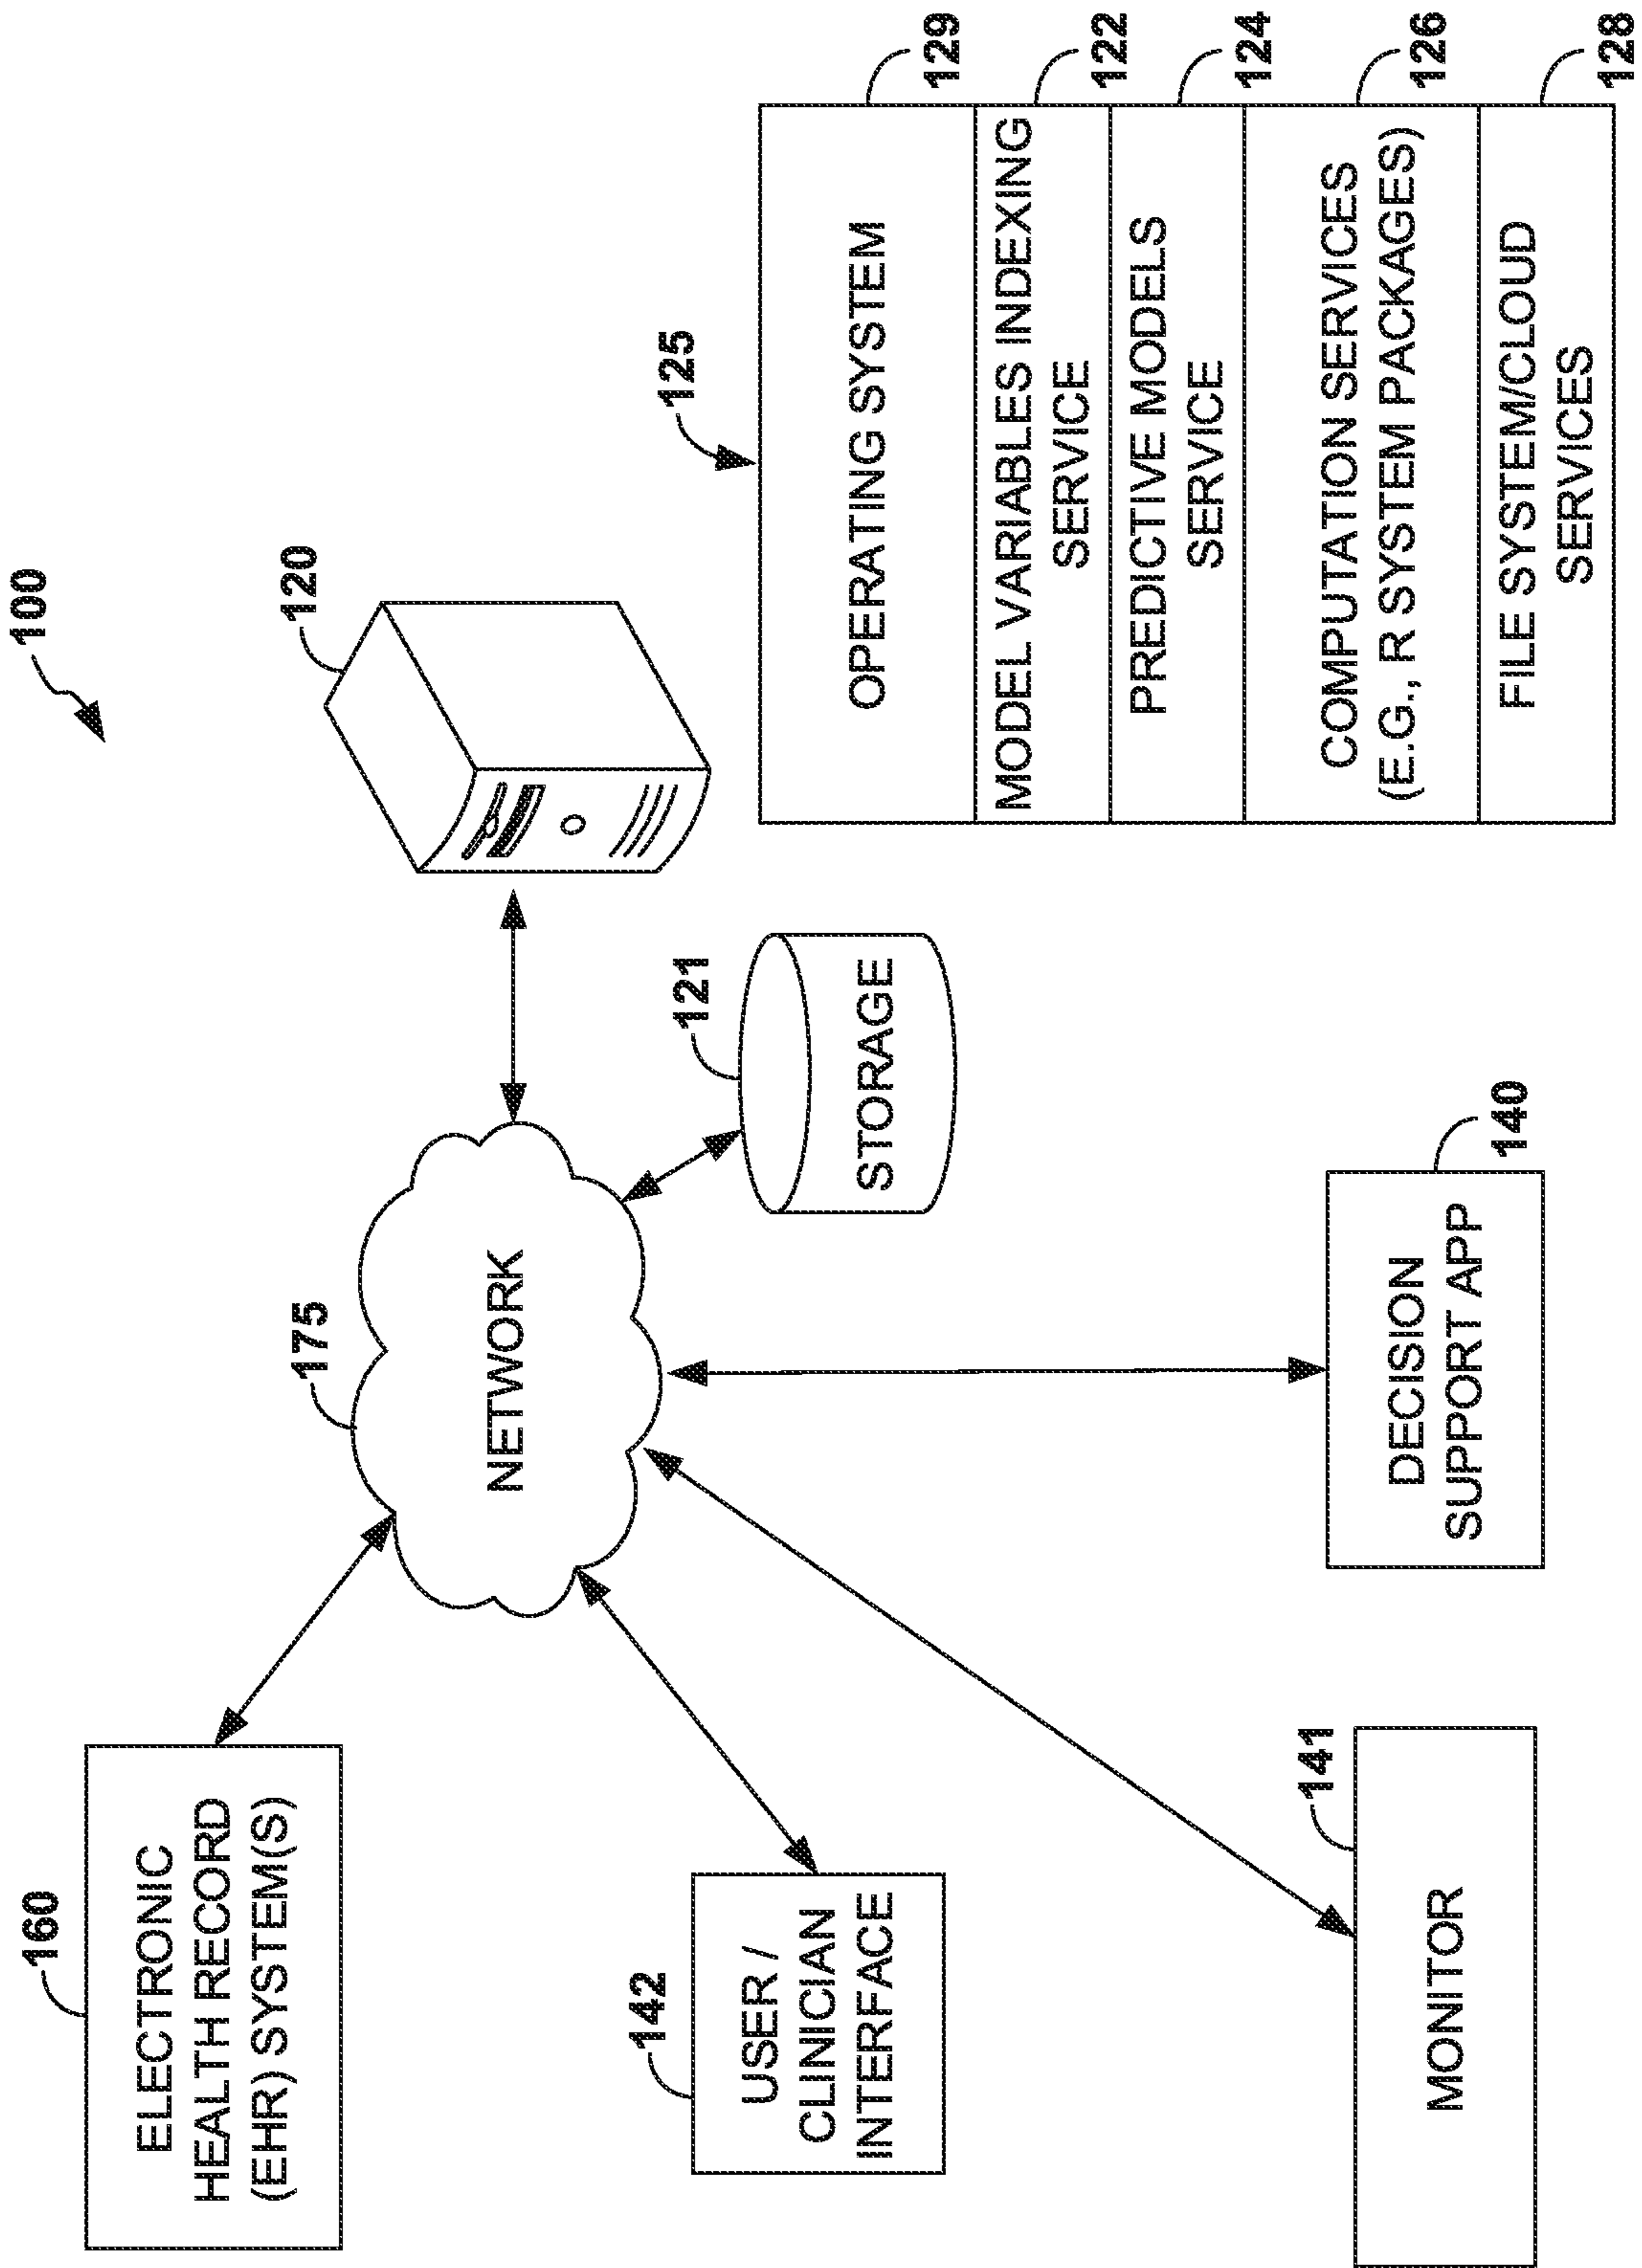 100
160
ELECTRONIC
HEALTH RECORD
(EHR) SYSTEM(S)
175
NETWORK
120
142
USER /
CLINICIAN
INTERFACE
121
STORAGE
125
141
MONITOR
140
DECISION
SUPPORT APP
OPERATING SYSTEM
129
MODEL VARIABLES INDEXING
SERVICE
122
PREDICTIVE MODELS
SERVICE
124
COMPUTATION SERVICES
(E.G., R SYSTEM PACKAGES)
126
FILE SYSTEM/CLOUD
SERVICES
128